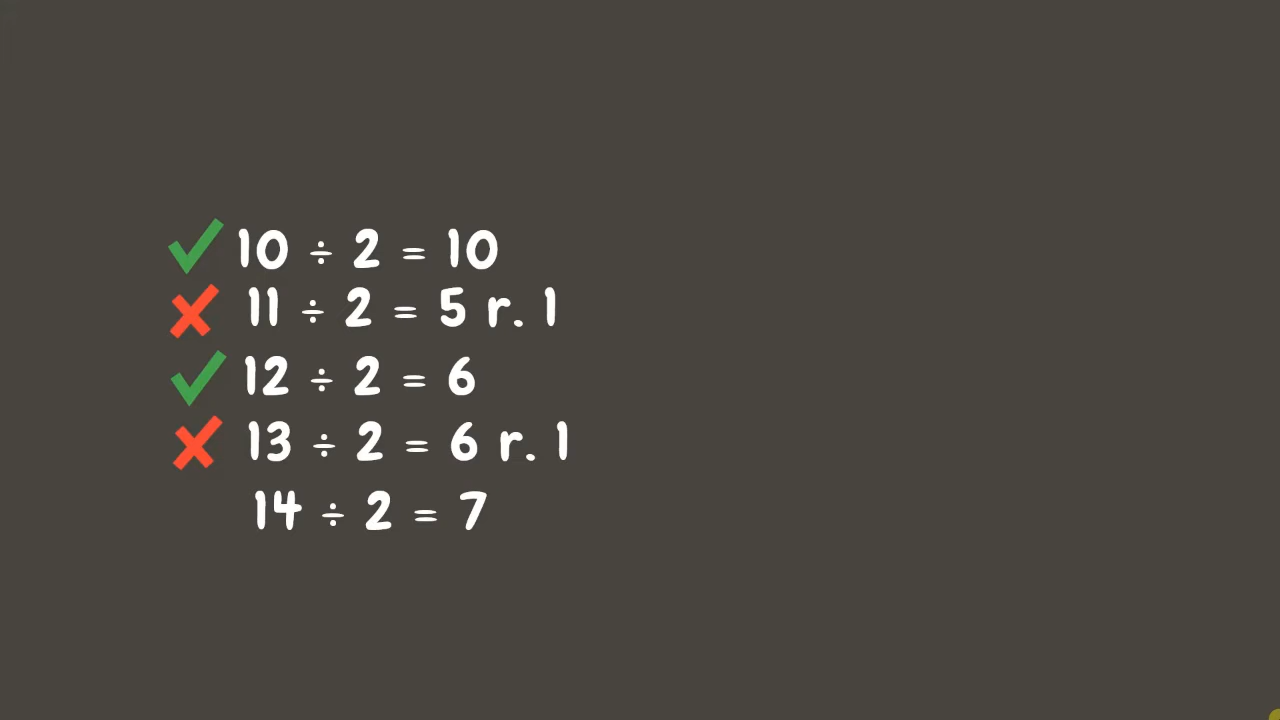 10 ÷ 2 = 10
11 ÷ 2 = 5 r. 1
12 ÷ 2 = 6
13 ÷ 2 = 6 r. 1
14 ÷ 2 = 7